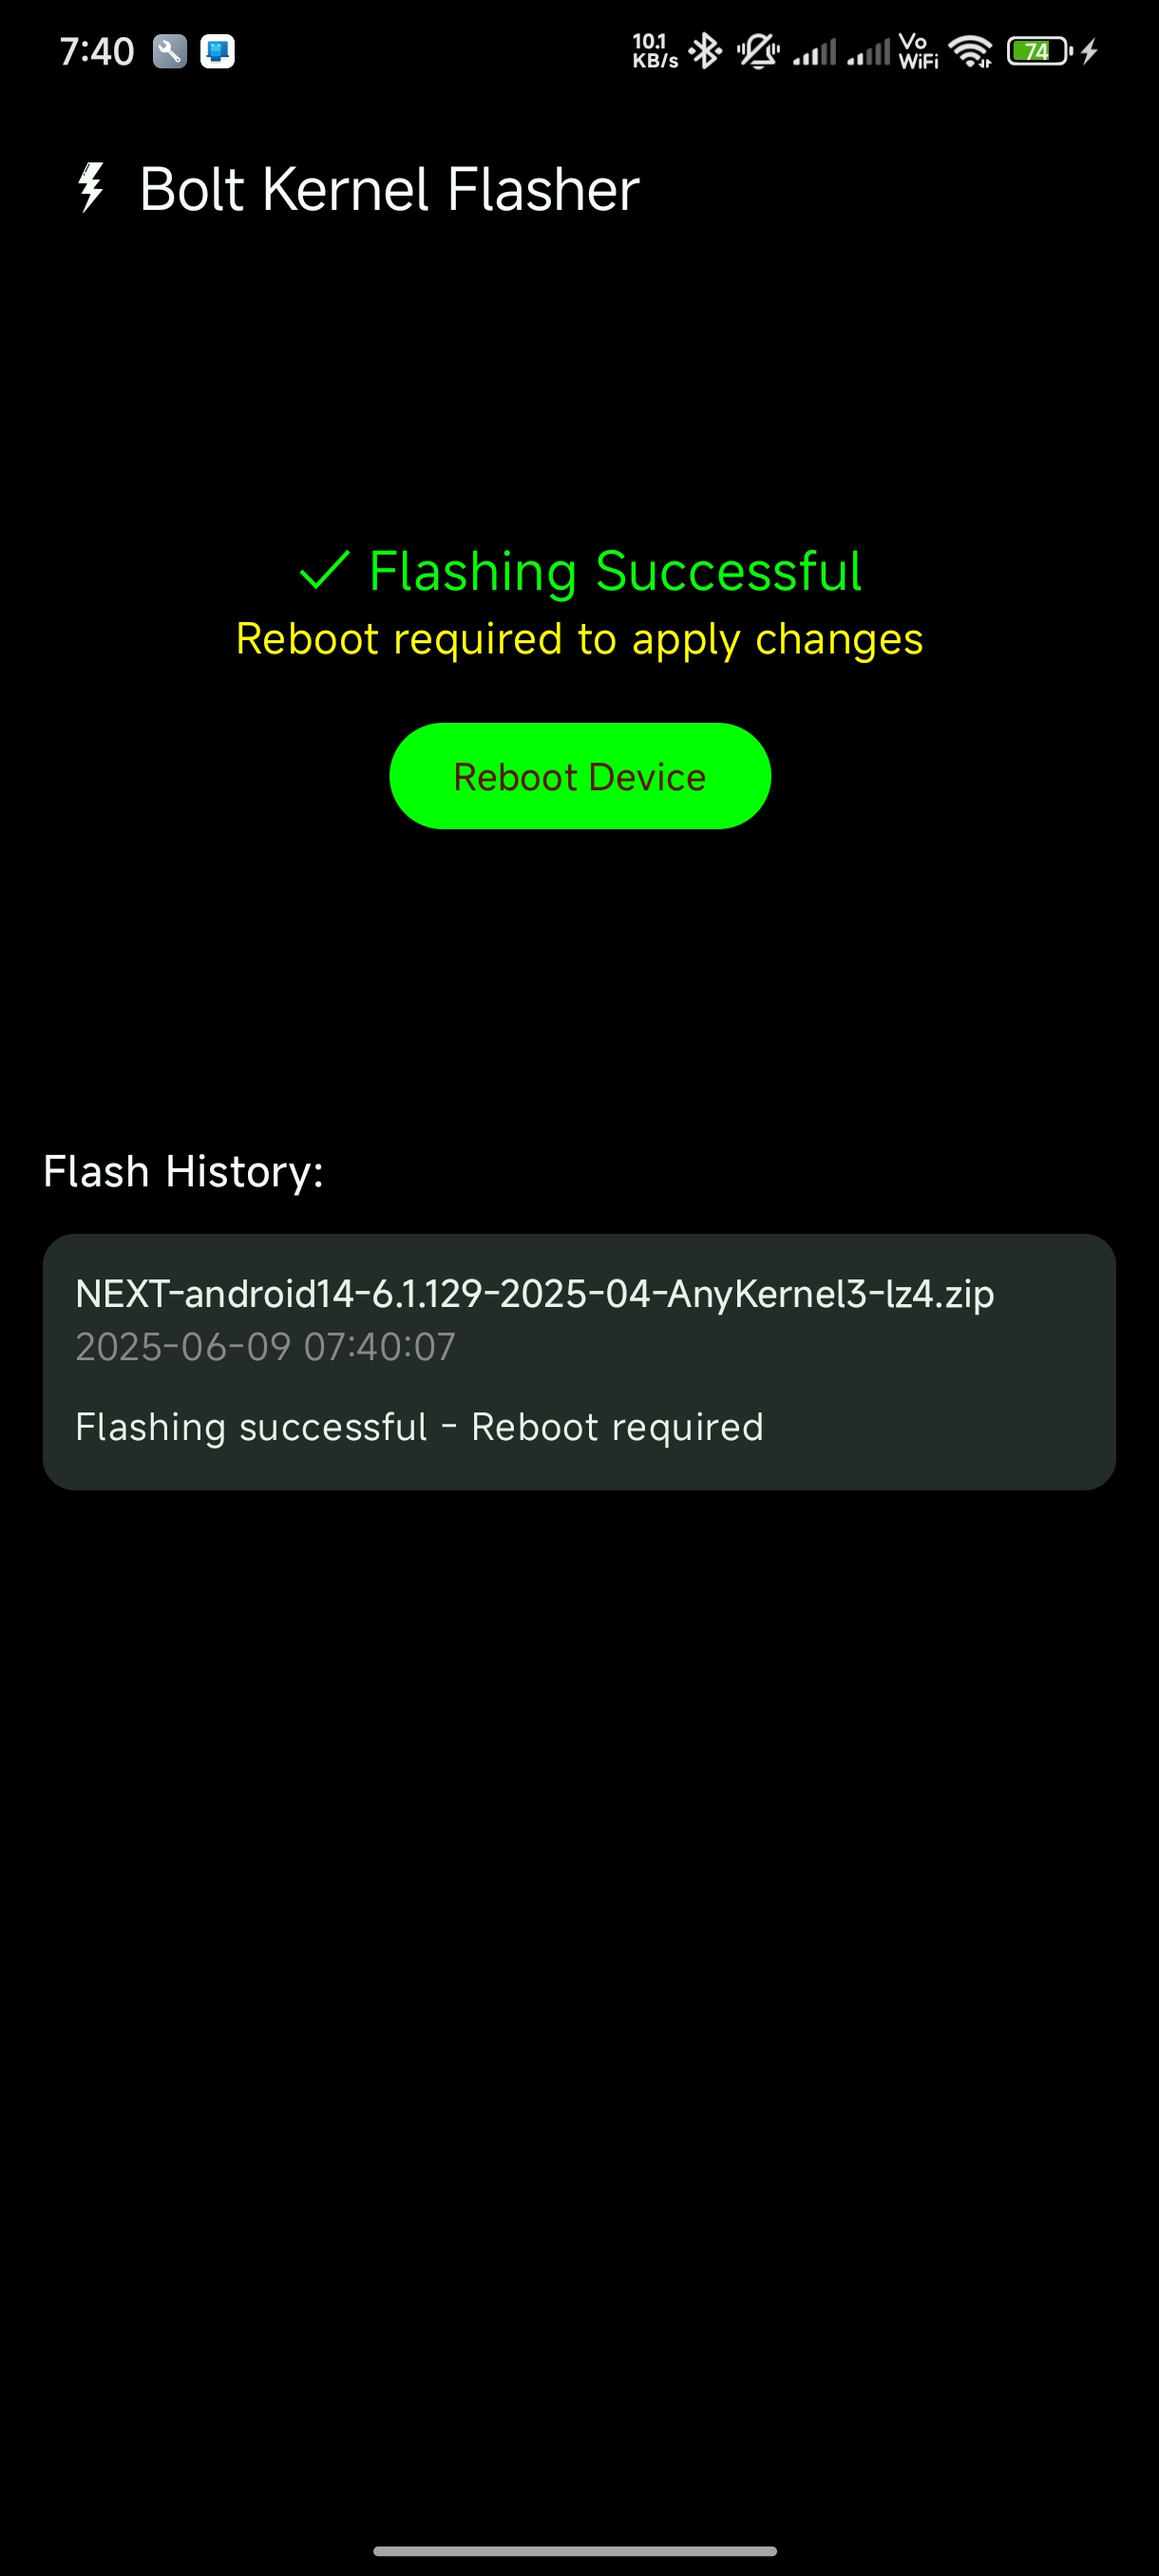 7:40
10.1
KB/s
Vo
WiFi
74
Bolt Kernel Flasher
Flashing Successful
Reboot required to apply changes
Reboot Device
Flash History:
NEXT-android14-6.1.129-2025-04-AnyKernel3-lz4.zip
2025-06-09 07:40:07
Flashing successful - Reboot required